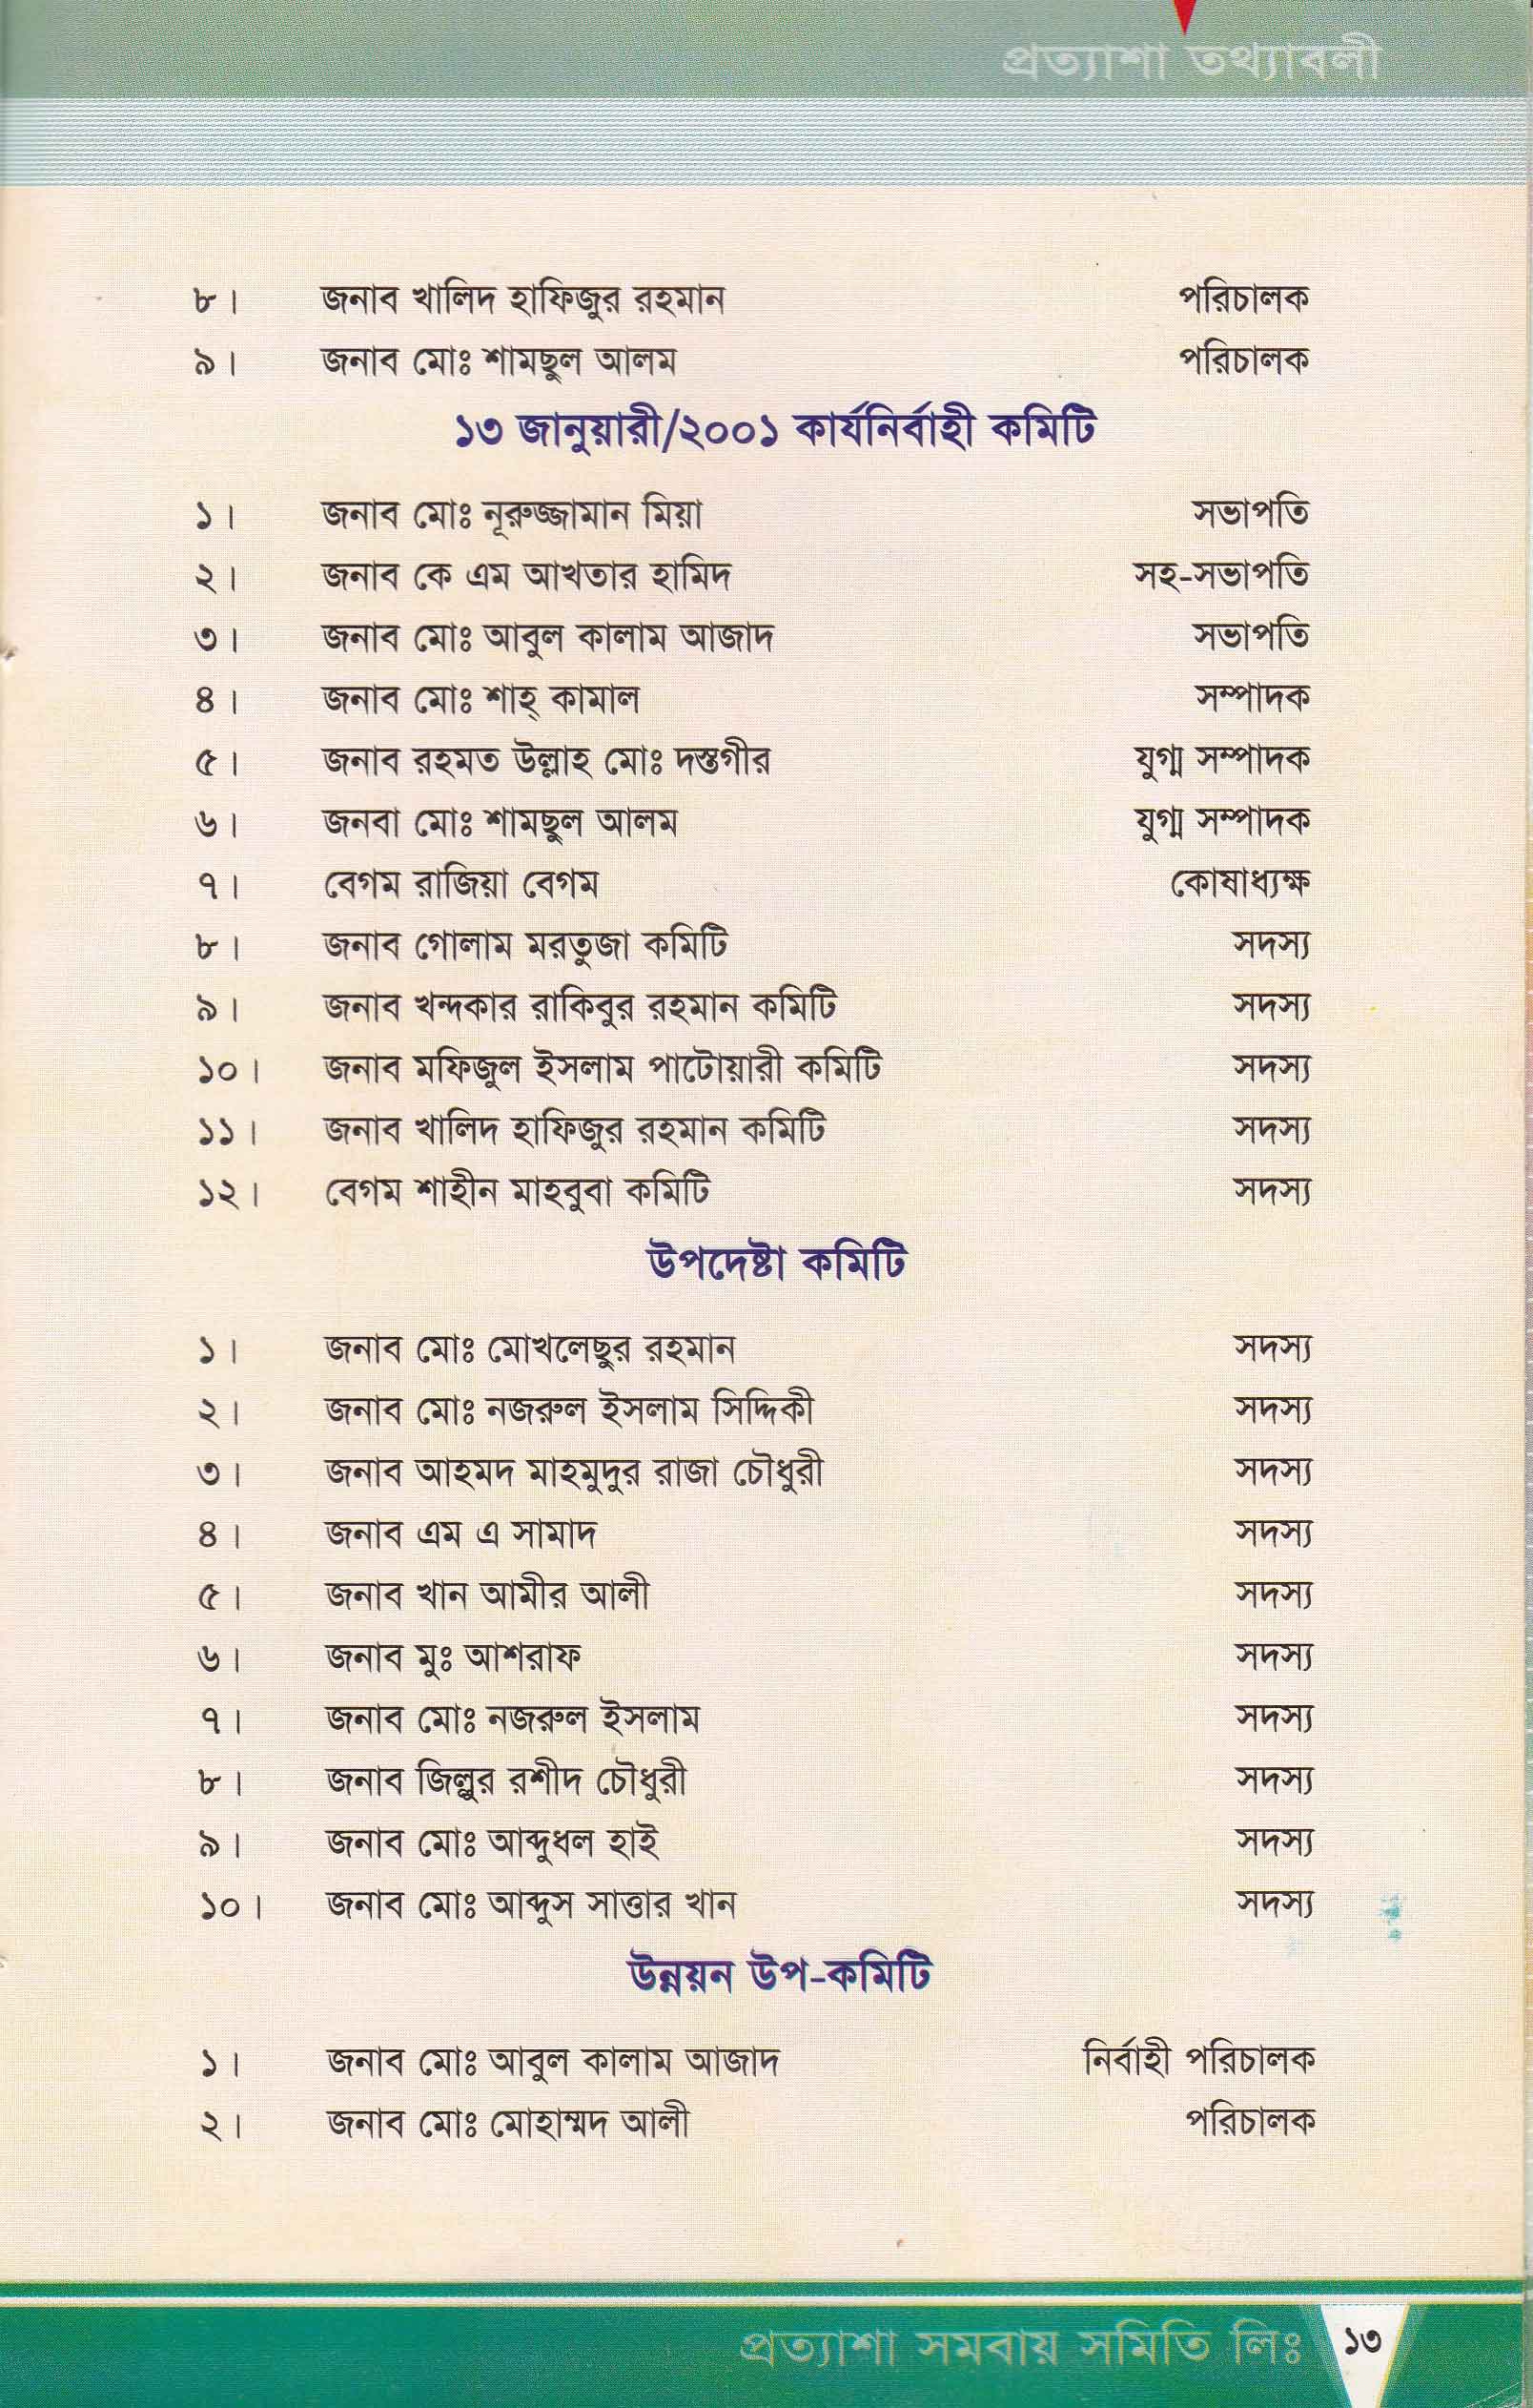 প্রত্যাশা তথ্যাবলী
৮। জনাব খালিদ হাফিজুর রহমান পরিচালক
৯। জনাব মোঃ শামছুল আলম পরিচালক
১৩ জানুয়ারী/২০০১ কার্যনির্বাহী কমিটি
১। জনাব মোঃ নূরুজ্জামান মিয়া সভাপতি
২। জনাব কে এম আখতার হামিদ সহ-সভাপতি
৩। জনাব মোঃ আবুল কালাম আজাদ সভাপতি
৪। জনাব মোঃ শাহ্ কামাল সম্পাদক
৫। জনাব রহমত উল্লাহ মোঃ দস্তগীর যুগ্ম সম্পাদক
৬। জনবা মোঃ শামছুল আলম যুগ্ম সম্পাদক
৭। বেগম রাজিয়া বেগম কোষাধ্যক্ষ
৮। জনাব গোলাম মরতুজা কমিটি সদস্য
৯। জনাব খন্দকার রাকিবুর রহমান কমিটি সদস্য
১০। জনাব মফিজুল ইসলাম পাটোয়ারী কমিটি সদস্য
১১। জনাব খালিদ হাফিজুর রহমান কমিটি সদস্য
১২। বেগম শাহীন মাহবুবা কমিটি সদস্য
উপদেষ্টা কমিটি
১। জনাব মোঃ মোখলেছুর রহমান সদস্য
২। জনাব মোঃ নজরুল ইসলাম সিদ্দিকী সদস্য
৩। জনাব আহমদ মাহমুদুর রাজা চৌধুরী সদস্য
৪। জনাব এম এ সামাদ সদস্য
৫। জনাব খান আমীর আলী সদস্য
৬। জনাব মুঃ আশরাফ সদস্য
৭। জনাব মোঃ নজরুল ইসলাম সদস্য
৮। জনাব জিল্লুর রশীদ চৌধুরী সদস্য
৯। জনাব মোঃ আব্দুধল হাই সদস্য
১০। জনাব মোঃ আব্দুস সাত্তার খান সদস্য
উন্নয়ন উপ-কমিটি
১। জনাব মোঃ আবুল কালাম আজাদ নির্বাহী পরিচালক
২। জনাব মোঃ মোহাম্মদ আলী পরিচালক
প্রত্যাশা সমবায় সমিতি লিঃ ১৩